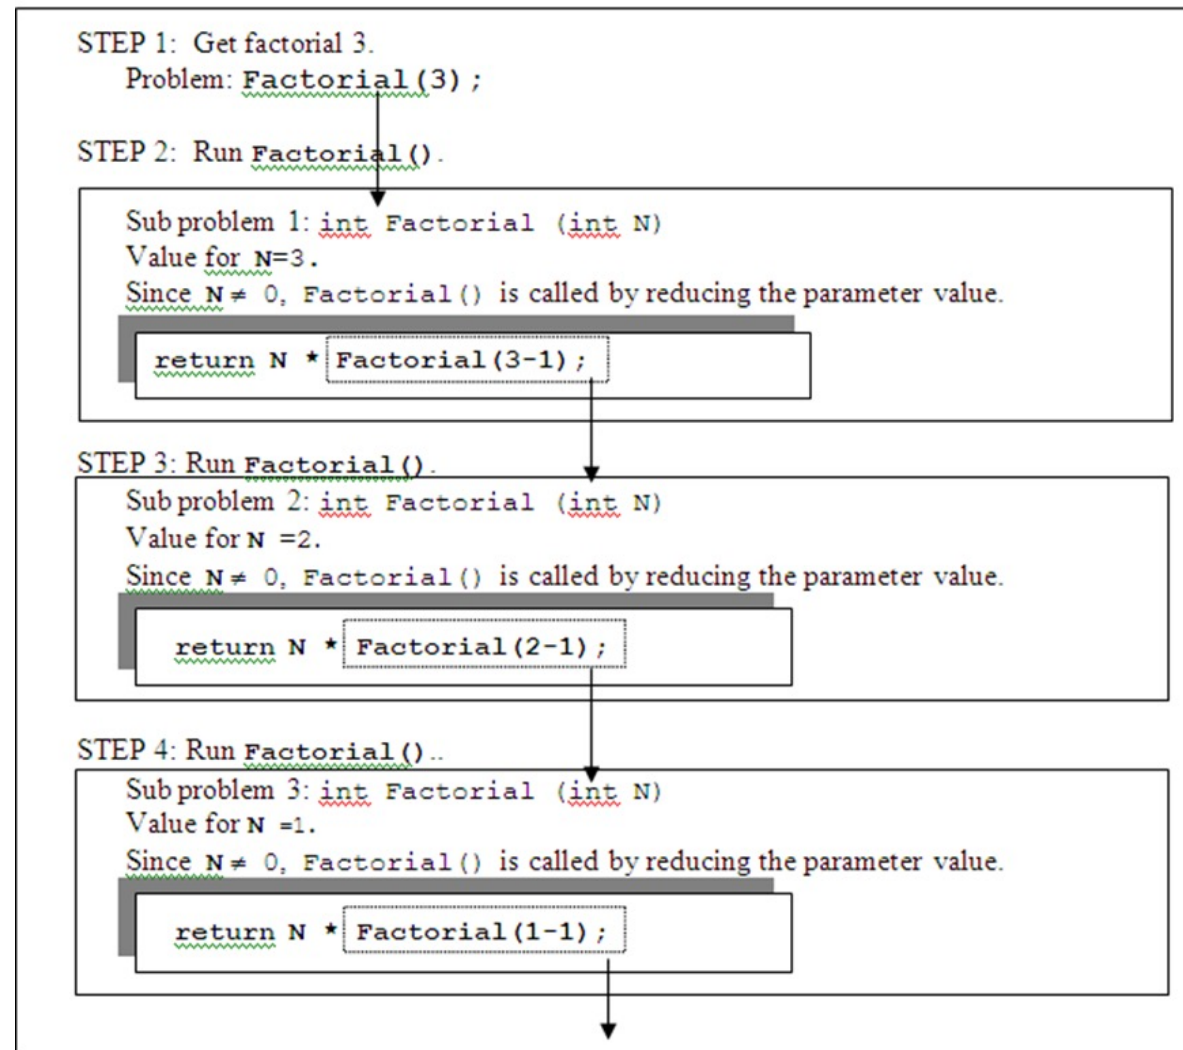 STEP 1: Get factorial 3.
Problem: Factorial(3);
STEP 2: Run Factorial().
Sub problem 1: int Factorial (int N)
Value for N=3.
Since N ≠ 0, Factorial() is called by reducing the parameter value.
return N * Factorial(3-1);
STEP 3: Run Factorial().
Sub problem 2: int Factorial (int N)
Value for N =2.
Since N ≠ 0, Factorial() is called by reducing the parameter value.
return N * Factorial(2-1);
STEP 4: Run Factorial()..
Sub problem 3: int Factorial (int N)
Value for N =1.
Since N ≠ 0, Factorial() is called by reducing the parameter value.
return N * Factorial(1-1);